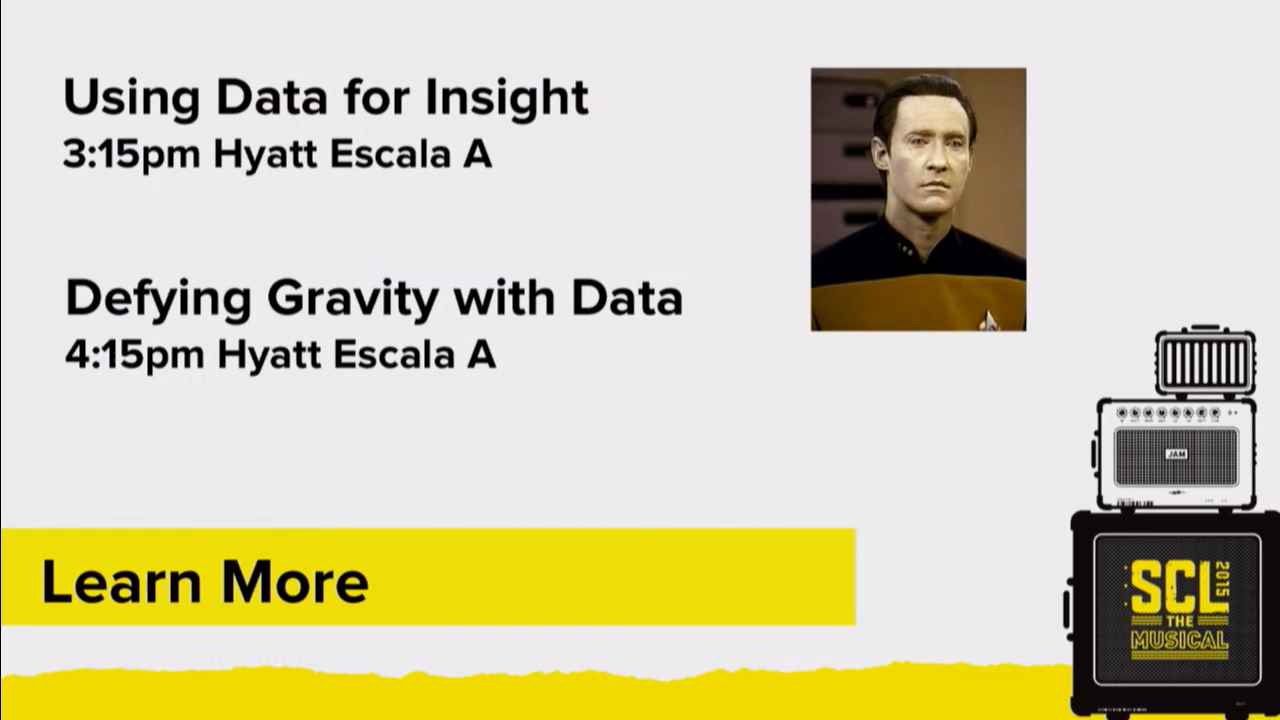 Using Data for Insight
3:15pm Hyatt Escala A
Defying Gravity with Data
4:15pm Hyatt Escala A
Learn More
JAM
SCL 2015
THE
MUSICAL